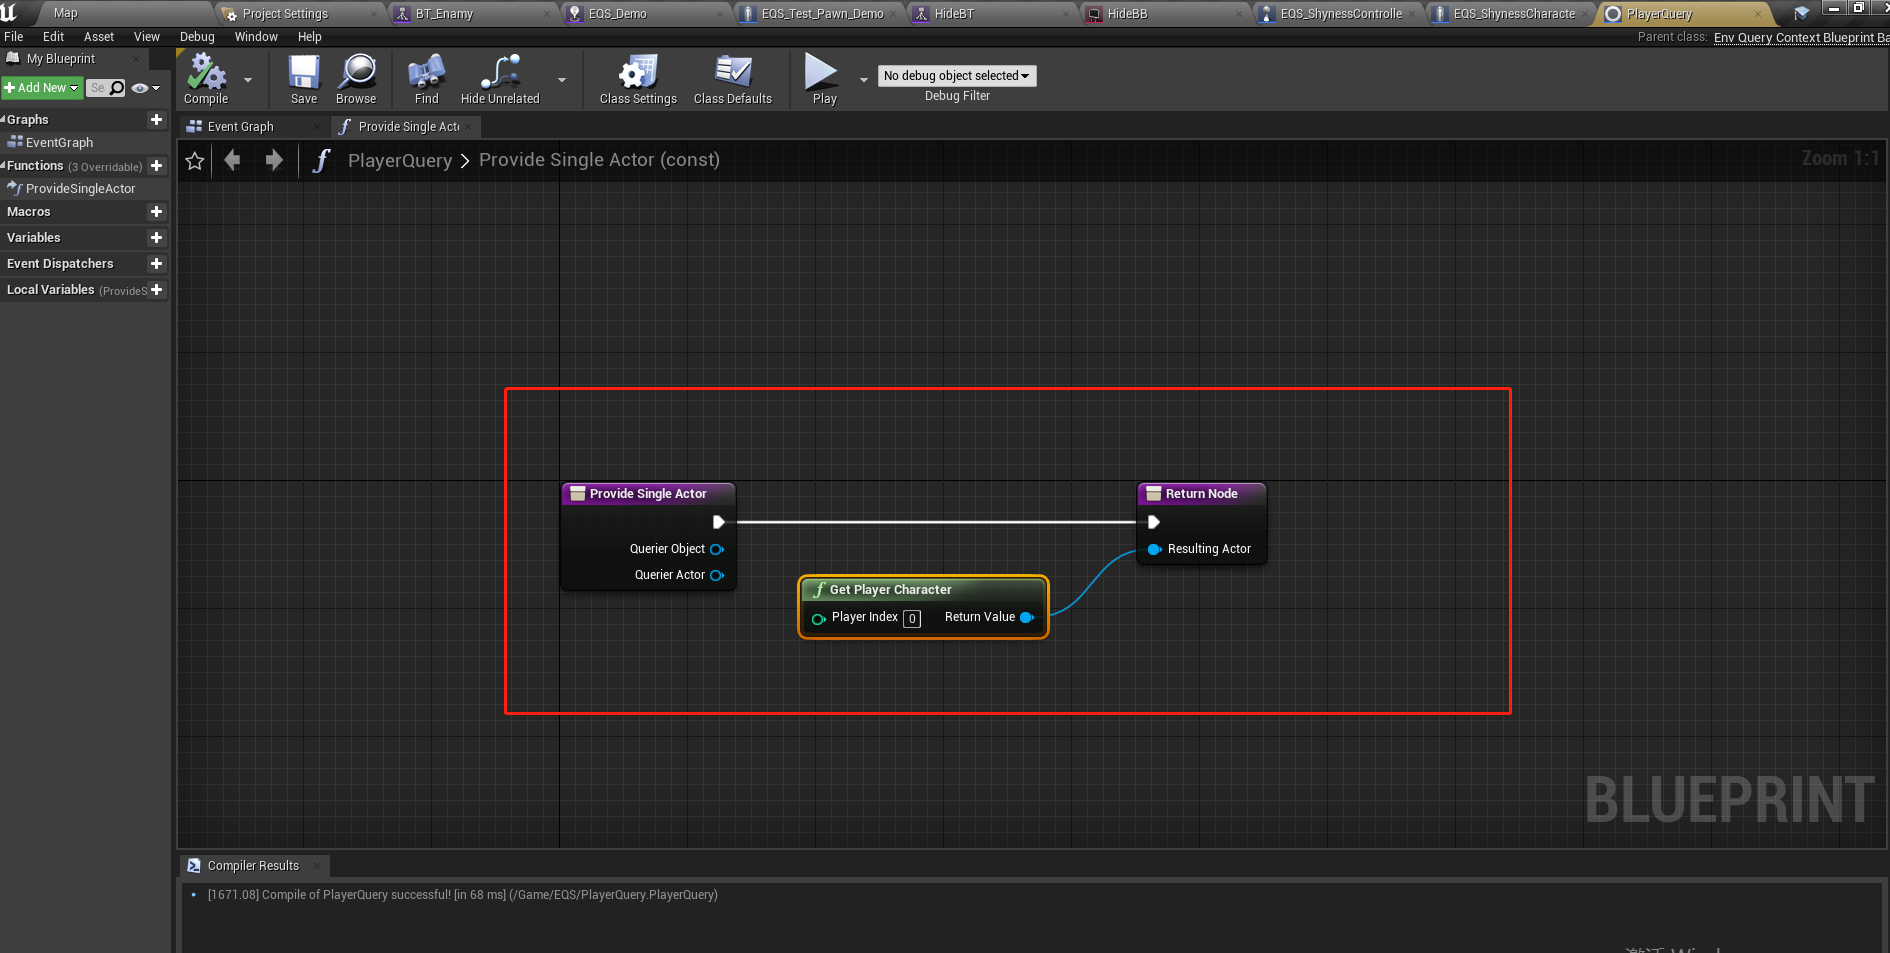 Map
Project Settings
BT_Enamy
EQS_Demo
EQS_Test_Pawn_Demo
HideBT
HideBB
EQS_ShynessControlle
EQS_ShynessCharacte
PlayerQuery
File Edit Asset View Debug Window Help
Parent class: Env Query Context Blueprint Ba
My Blueprint
Add New
Se
Compile
Save
Browse
Find
Hide Unrelated
Class Settings
Class Defaults
Play
No debug object selected
Debug Filter
Graphs
EventGraph
Functions (3 Overridable)
ProvideSingleActor
Macros
Variables
Event Dispatchers
Local Variables (ProvideS
Event Graph
Provide Single Act
PlayerQuery > Provide Single Actor (const)
Zoom 1:1
Provide Single Actor
Querier Object
Querier Actor
Get Player Character
Player Index 0 Return Value
Return Node
Resulting Actor
BLUEPRINT
Compiler Results
[1671.08] Compile of PlayerQuery successful! [in 68 ms] (/Game/EQS/PlayerQuery.PlayerQuery)